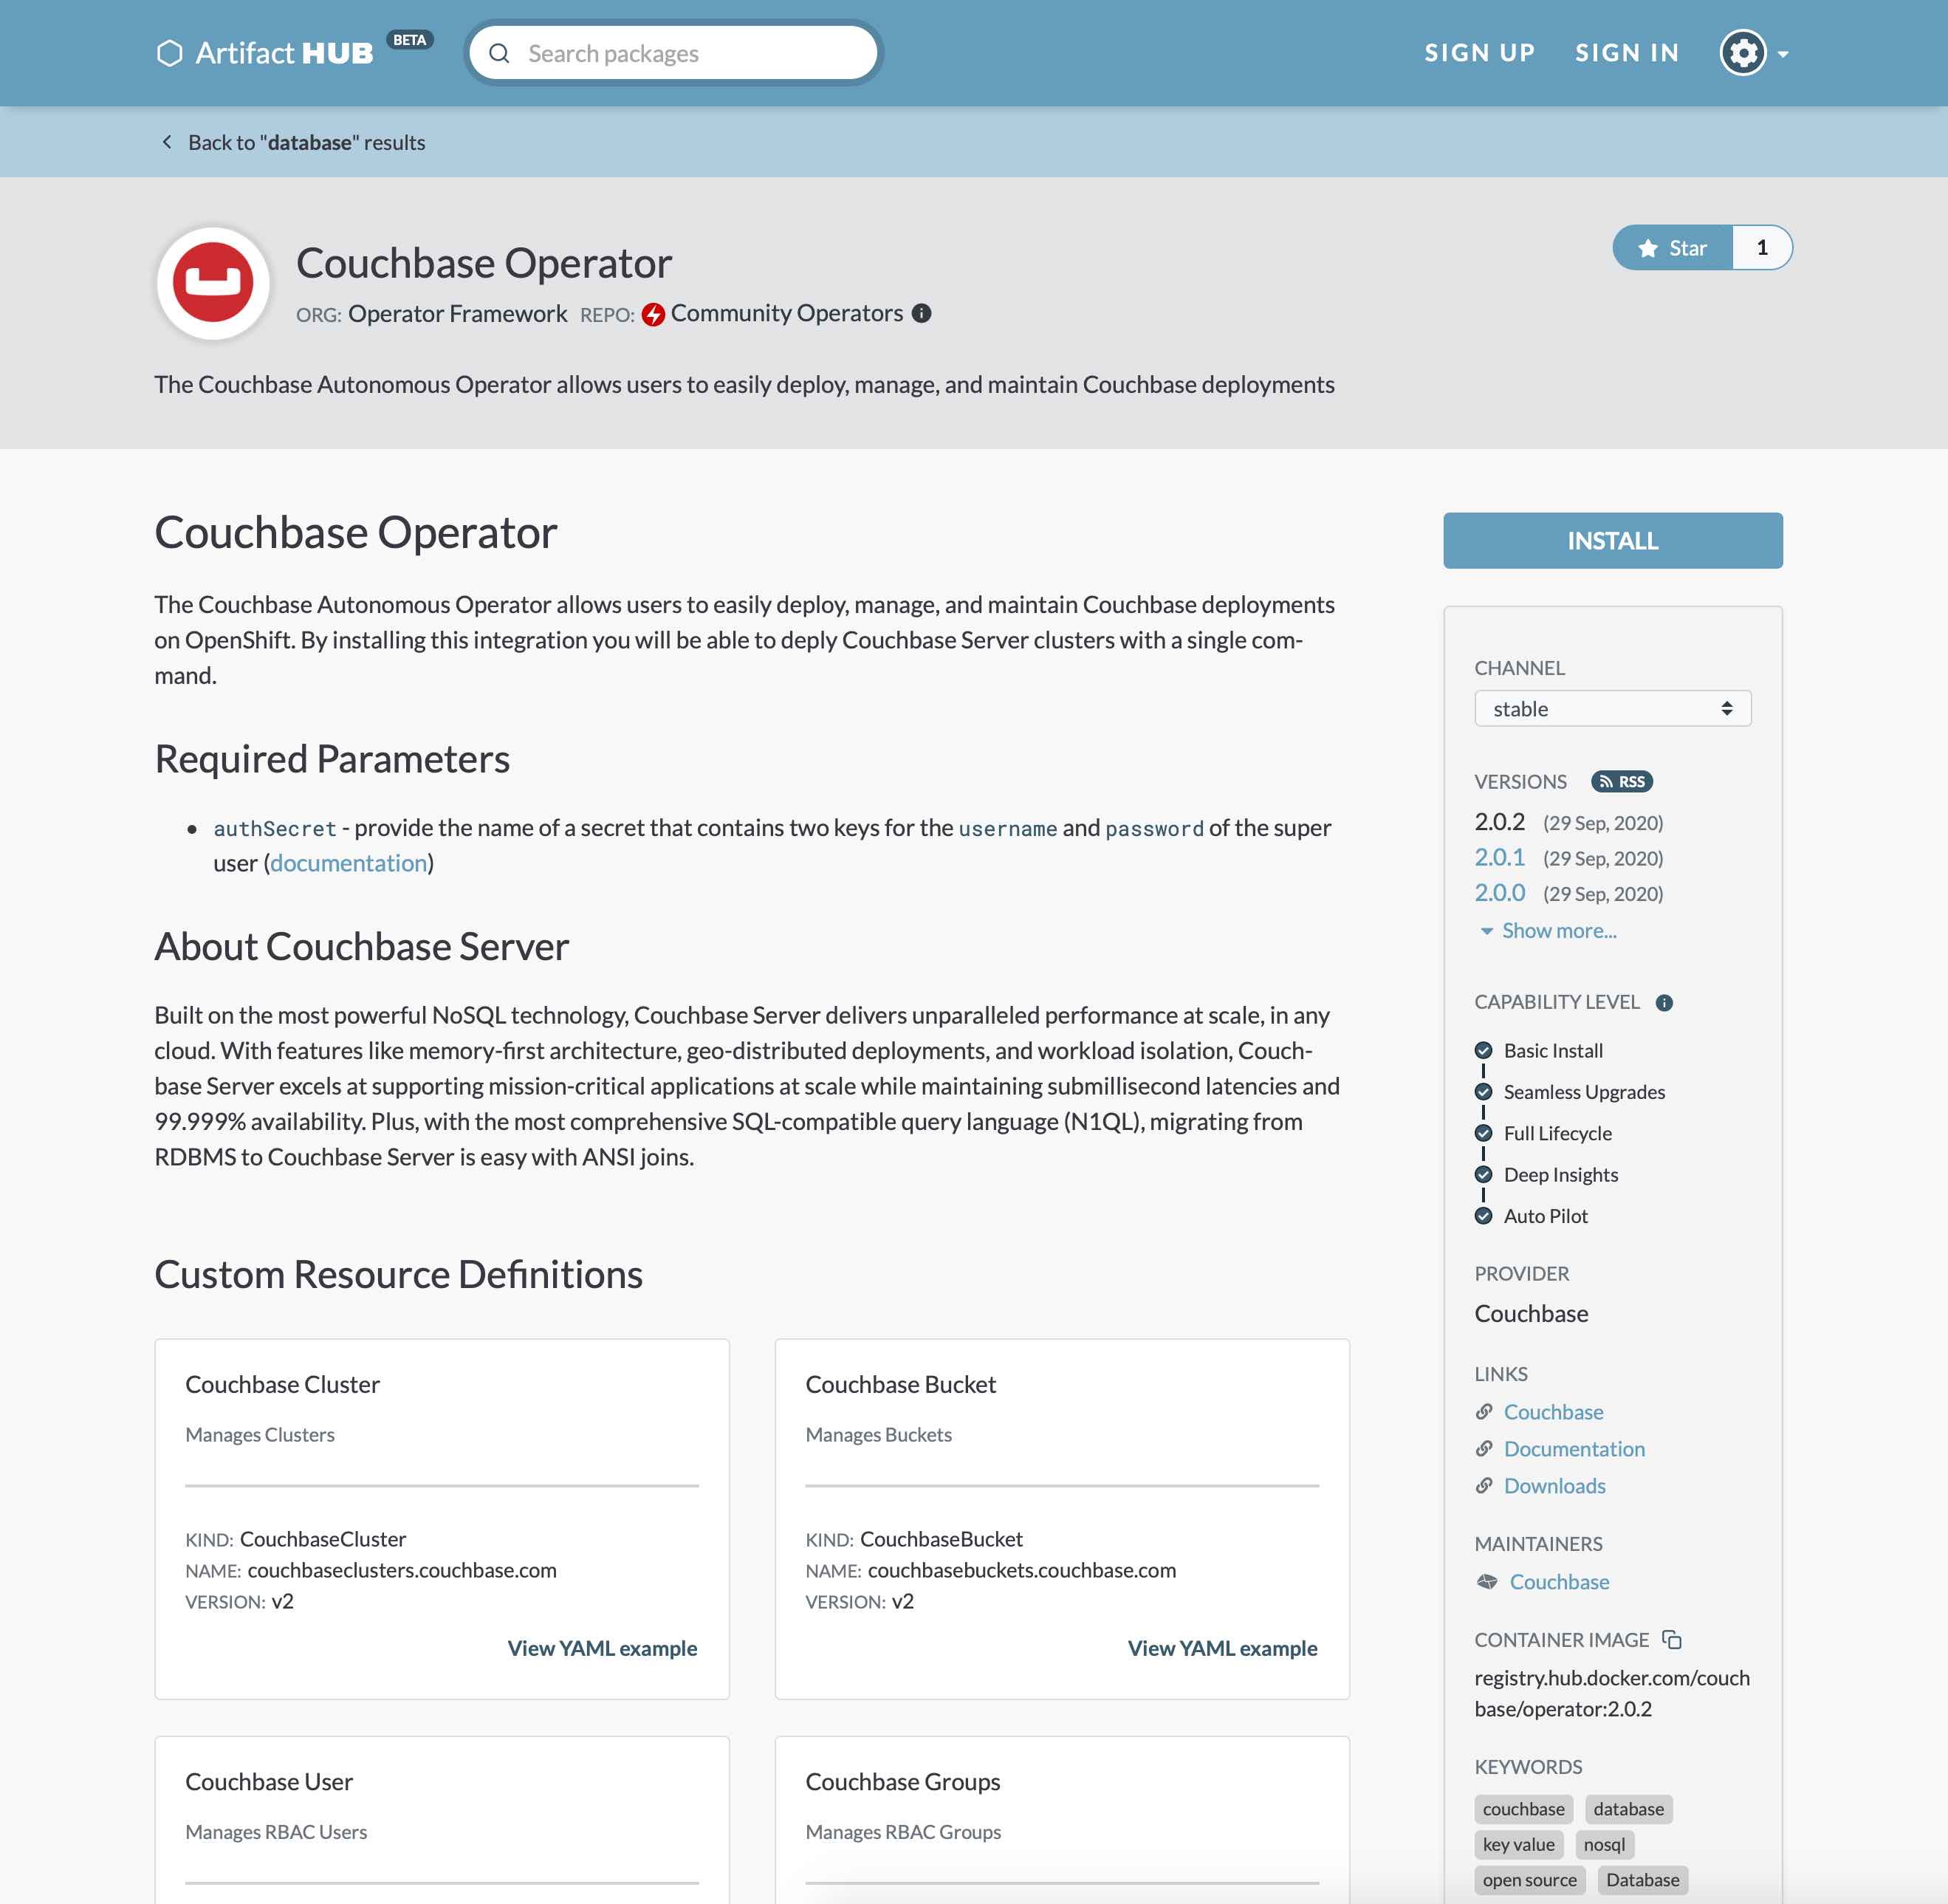 Artifact HUB BETA
Search packages
SIGN UP SIGN IN
Back to "database" results
Couchbase Operator
Star 1
ORG: Operator Framework REPO: Community Operators
The Couchbase Autonomous Operator allows users to easily deploy, manage, and maintain Couchbase deployments
Couchbase Operator
The Couchbase Autonomous Operator allows users to easily deploy, manage, and maintain Couchbase deployments
on OpenShift. By installing this integration you will be able to deply Couchbase Server clusters with a single com-
mand.
Required Parameters
• authSecret - provide the name of a secret that contains two keys for the username and password of the super
user (documentation)
About Couchbase Server
Built on the most powerful NoSQL technology, Couchbase Server delivers unparalleled performance at scale, in any
cloud. With features like memory-first architecture, geo-distributed deployments, and workload isolation, Couch-
base Server excels at supporting mission-critical applications at scale while maintaining submillisecond latencies and
99.999% availability. Plus, with the most comprehensive SQL-compatible query language (N1QL), migrating from
RDBMS to Couchbase Server is easy with ANSI joins.
Custom Resource Definitions
Couchbase Cluster
Manages Clusters
KIND: CouchbaseCluster
NAME: couchbaseclusters.couchbase.com
VERSION: v2
View YAML example
Couchbase Bucket
Manages Buckets
KIND: CouchbaseBucket
NAME: couchbasebuckets.couchbase.com
VERSION: v2
View YAML example
Couchbase User
Manages RBAC Users
Couchbase Groups
Manages RBAC Groups
INSTALL
CHANNEL
stable
VERSIONS RSS
2.0.2 (29 Sep, 2020)
2.0.1 (29 Sep, 2020)
2.0.0 (29 Sep, 2020)
Show more...
CAPABILITY LEVEL
Basic Install
Seamless Upgrades
Full Lifecycle
Deep Insights
Auto Pilot
PROVIDER
Couchbase
LINKS
Couchbase
Documentation
Downloads
MAINTAINERS
Couchbase
CONTAINER IMAGE
registry.hub.docker.com/couch
base/operator:2.0.2
KEYWORDS
couchbase database
key value nosql
open source Database